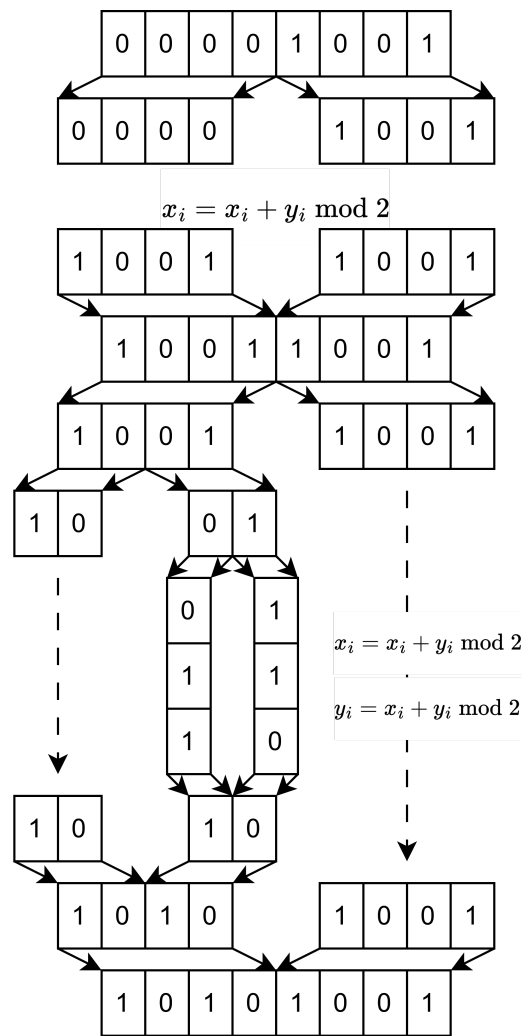 0 0 0 0 1 0 0 1
0 0 0 0 1 0 0 1
x_i = x_i + y_i mod 2
1 0 0 1 1 0 0 1
1 0 0 1 1 0 0 1
1 0 0 1 1 0 0 1
1 0 0 1
0 1
1 1
x_i = x_i + y_i mod 2
y_i = x_i + y_i mod 2
1 0
1 0 1 0
1 0 1 0 1 0 0 1
1 0 1 0 1 0 0 1